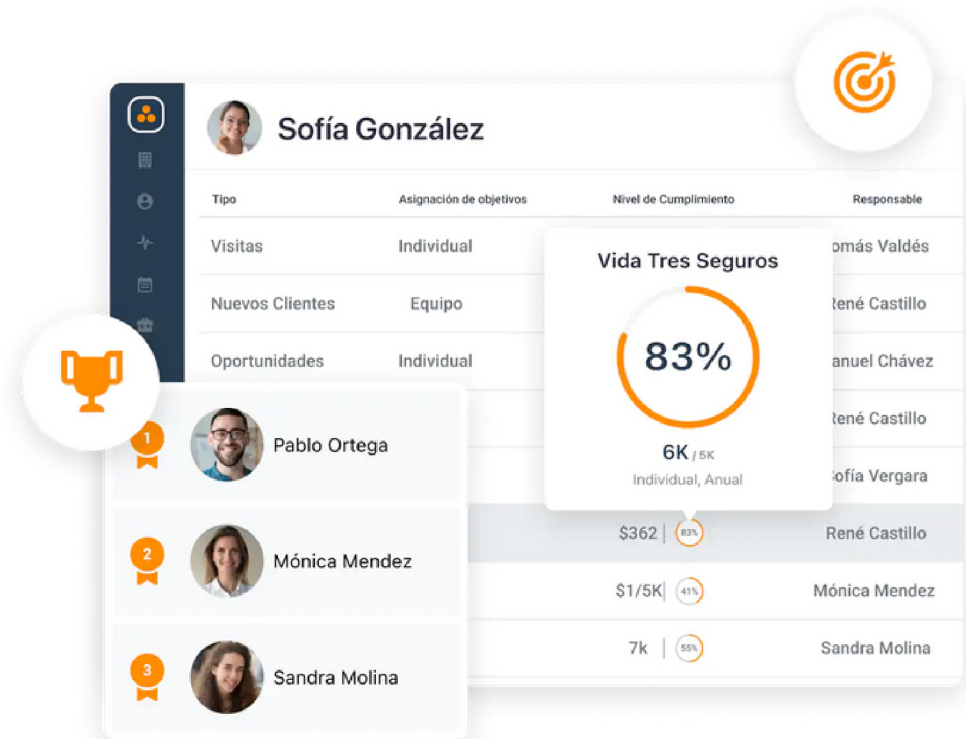 Sofía González
Tipo Asignación de objetivos Nivel de Cumplimiento Responsable
Visitas Individual omás Valdés
Nuevos Clientes Equipo René Castillo
Oportunidades Individual anuel Chávez
René Castillo
ofía Vergara
Vida Tres Seguros
83%
6K / 5K
Individual, Anual
$362 | 83% René Castillo
$1/5K| 41% Mónica Mendez
7k | 55% Sandra Molina
1 Pablo Ortega
2 Mónica Mendez
3 Sandra Molina